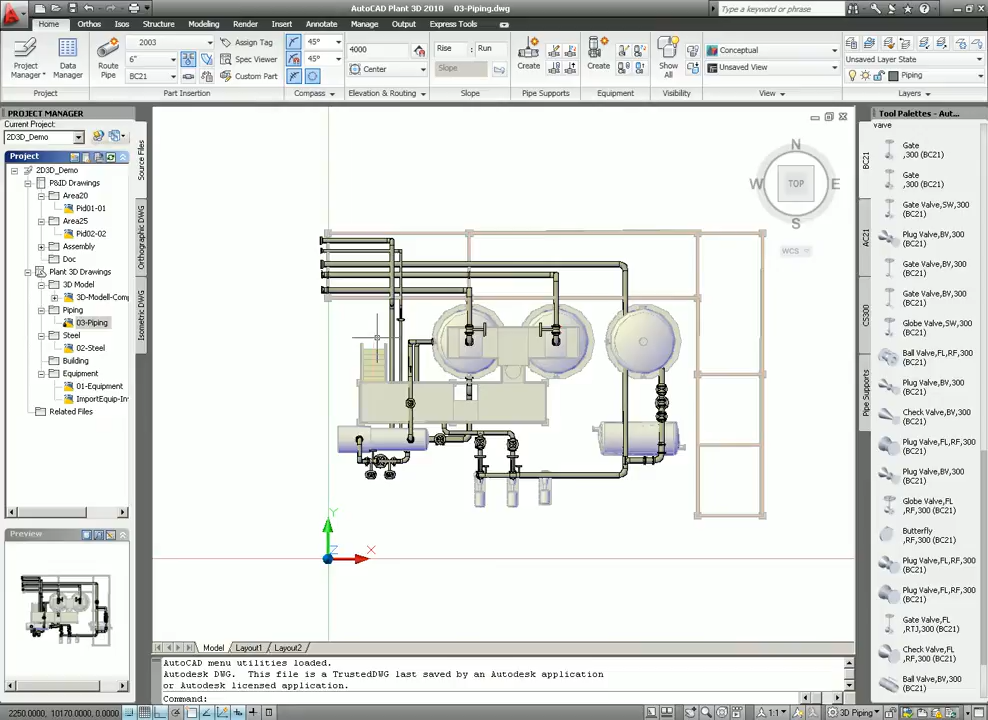 AutoCAD Plant 3D 2010   03-Piping.dwg
Type a keyword or phrase
Home Orthos Isos Structure Modeling Render Insert Annotate Manage Output Express Tools
Project Manager
Data Manager
Route Pipe
2003
6"
BC21
Assign Tag
Spec Viewer
Custom Part
45°
45°
4000
Center
Rise : Run
Slope
Create
Create
Show All
Conceptual
Unsaved View
Unsaved Layer State
Piping
Project
Part Insertion
Compass
Elevation & Routing
Slope
Pipe Supports
Equipment
Visibility
View
Layers
PROJECT MANAGER
Current Project:
2D3D_Demo
Project
2D3D_Demo
P&ID Drawings
Area20
Pid01-01
Area25
Pid02-02
Assembly
Doc
Plant 3D Drawings
3D Model
3D-Modell-Comp
Piping
03-Piping
Steel
02-Steel
Building
Equipment
01-Equipment
ImportEquip-In
Related Files
Source Files
Orthographic DWG
Isometric DWG
Preview
N
W
TOP
E
S
WCS
Y
Z
X
Model Layout1 Layout2
AutoCAD menu utilities loaded.
Autodesk DWG.  This file is a TrustedDWG last saved by an Autodesk application
or Autodesk licensed application.
Command:
Tool Palettes - Aut...
valve
BC21
AC21
CS300
Pipe Supports
Gate
,300 (BC21)
Gate
,300 (BC21)
Gate Valve,SW,300
(BC21)
Plug Valve,BV,300
(BC21)
Gate Valve,BV,300
(BC21)
Gate Valve,BV,300
(BC21)
Globe Valve,SW,300
(BC21)
Ball Valve,FL,RF,300
(BC21)
Plug Valve,BV,300
(BC21)
Check Valve,BV,300
(BC21)
Plug Valve,FL,RF,300
(BC21)
Plug Valve,BV,300
(BC21)
Globe Valve,FL
,RF,300 (BC21)
Butterfly
,RF,300 (BC21)
Plug Valve,FL,RF,300
(BC21)
Plug Valve,BV,300
(BC21)
Gate Valve,FL
,RTJ,300 (BC21)
Check Valve,FL
,RF,300 (BC21)
Ball Valve,BV,300
(BC21)
2250.0000, 10170.0000, 0.0000
1:1
3D Piping